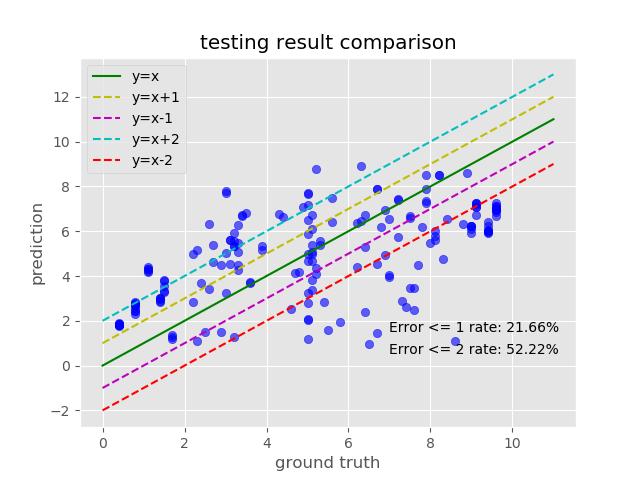 testing result comparison
y=x
y=x+1
y=x-1
y=x+2
y=x-2
12
10
8
6
4
2
0
−2
prediction
Error <= 1 rate: 21.66%
Error <= 2 rate: 52.22%
0 2 4 6 8 10
ground truth